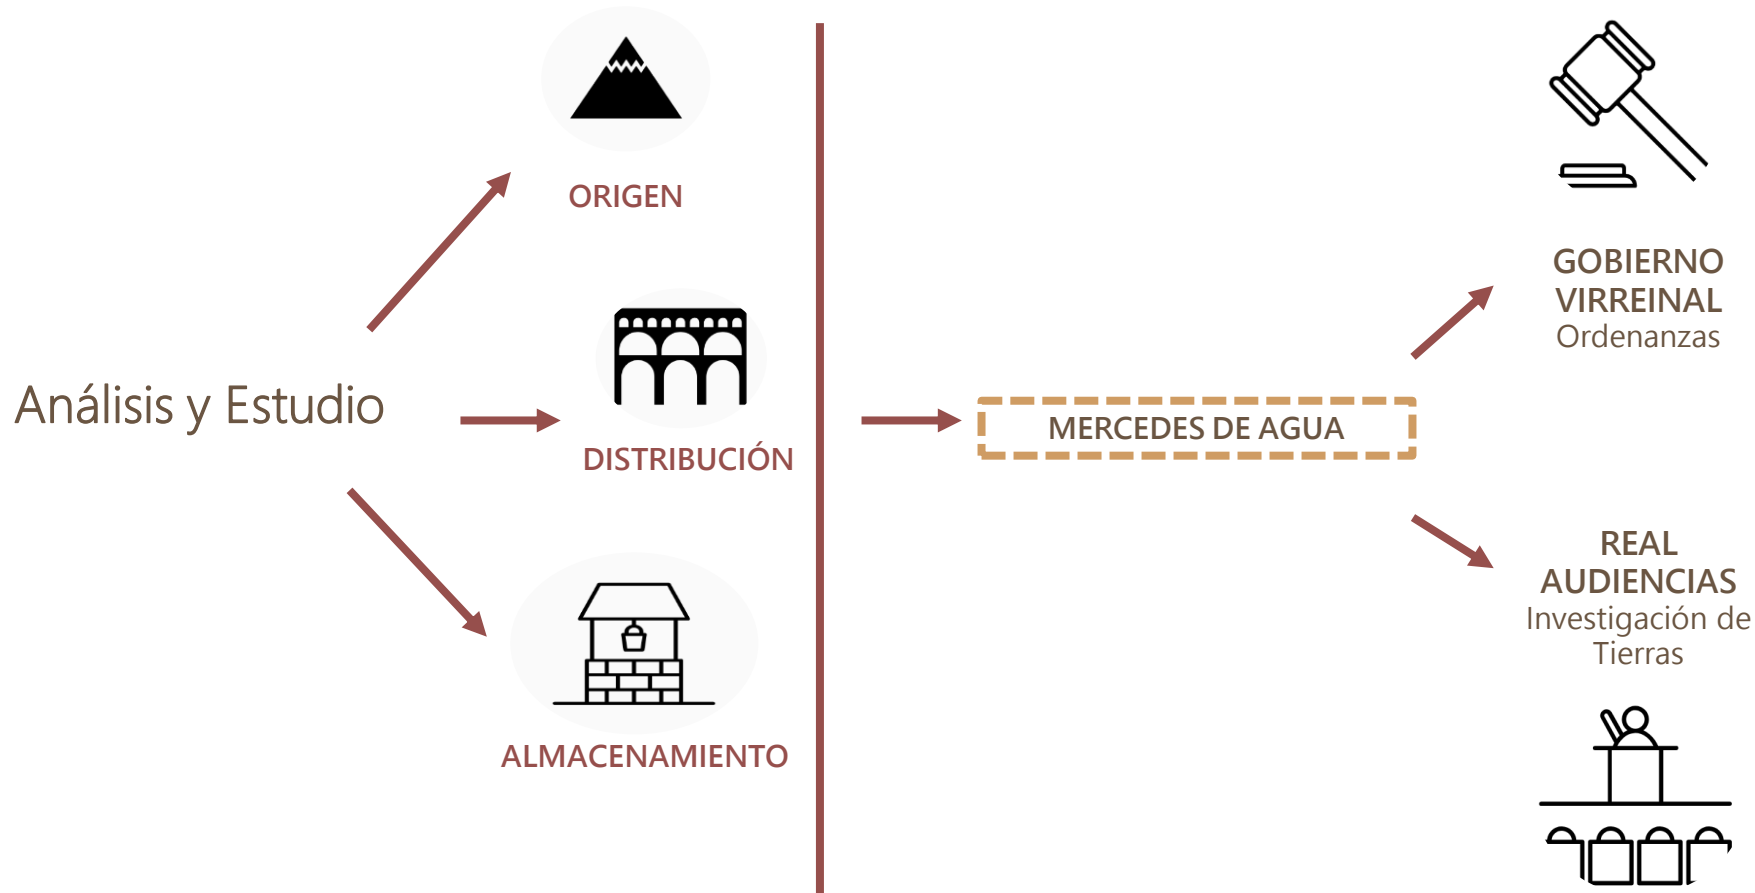 ORIGEN
Análisis y Estudio
DISTRIBUCIÓN
ALMACENAMIENTO
MERCEDES DE AGUA
GOBIERNO
VIRREINAL
Ordenanzas
REAL
AUDIENCIAS
Investigación de
Tierras